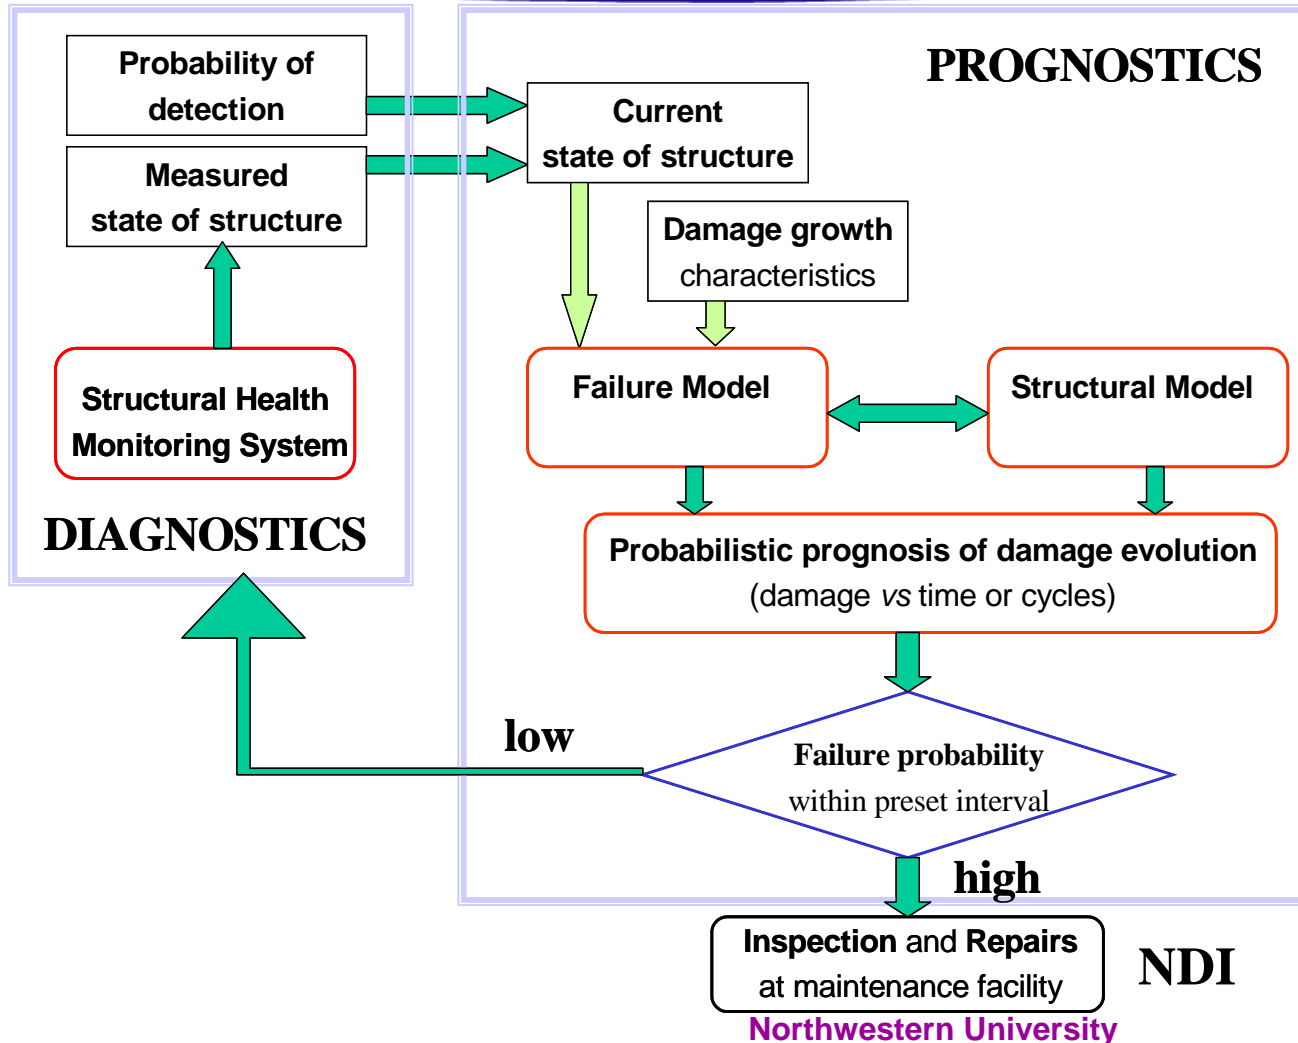 Probability of
detection
Measured
state of structure
Structural Health
Monitoring System
DIAGNOSTICS
PROGNOSTICS
Current
state of structure
Damage growth
characteristics
Failure Model
Structural Model
Probabilistic prognosis of damage evolution
(damage vs time or cycles)
low
Failure probability
within preset interval
high
Inspection and Repairs
at maintenance facility
NDI
Northwestern University